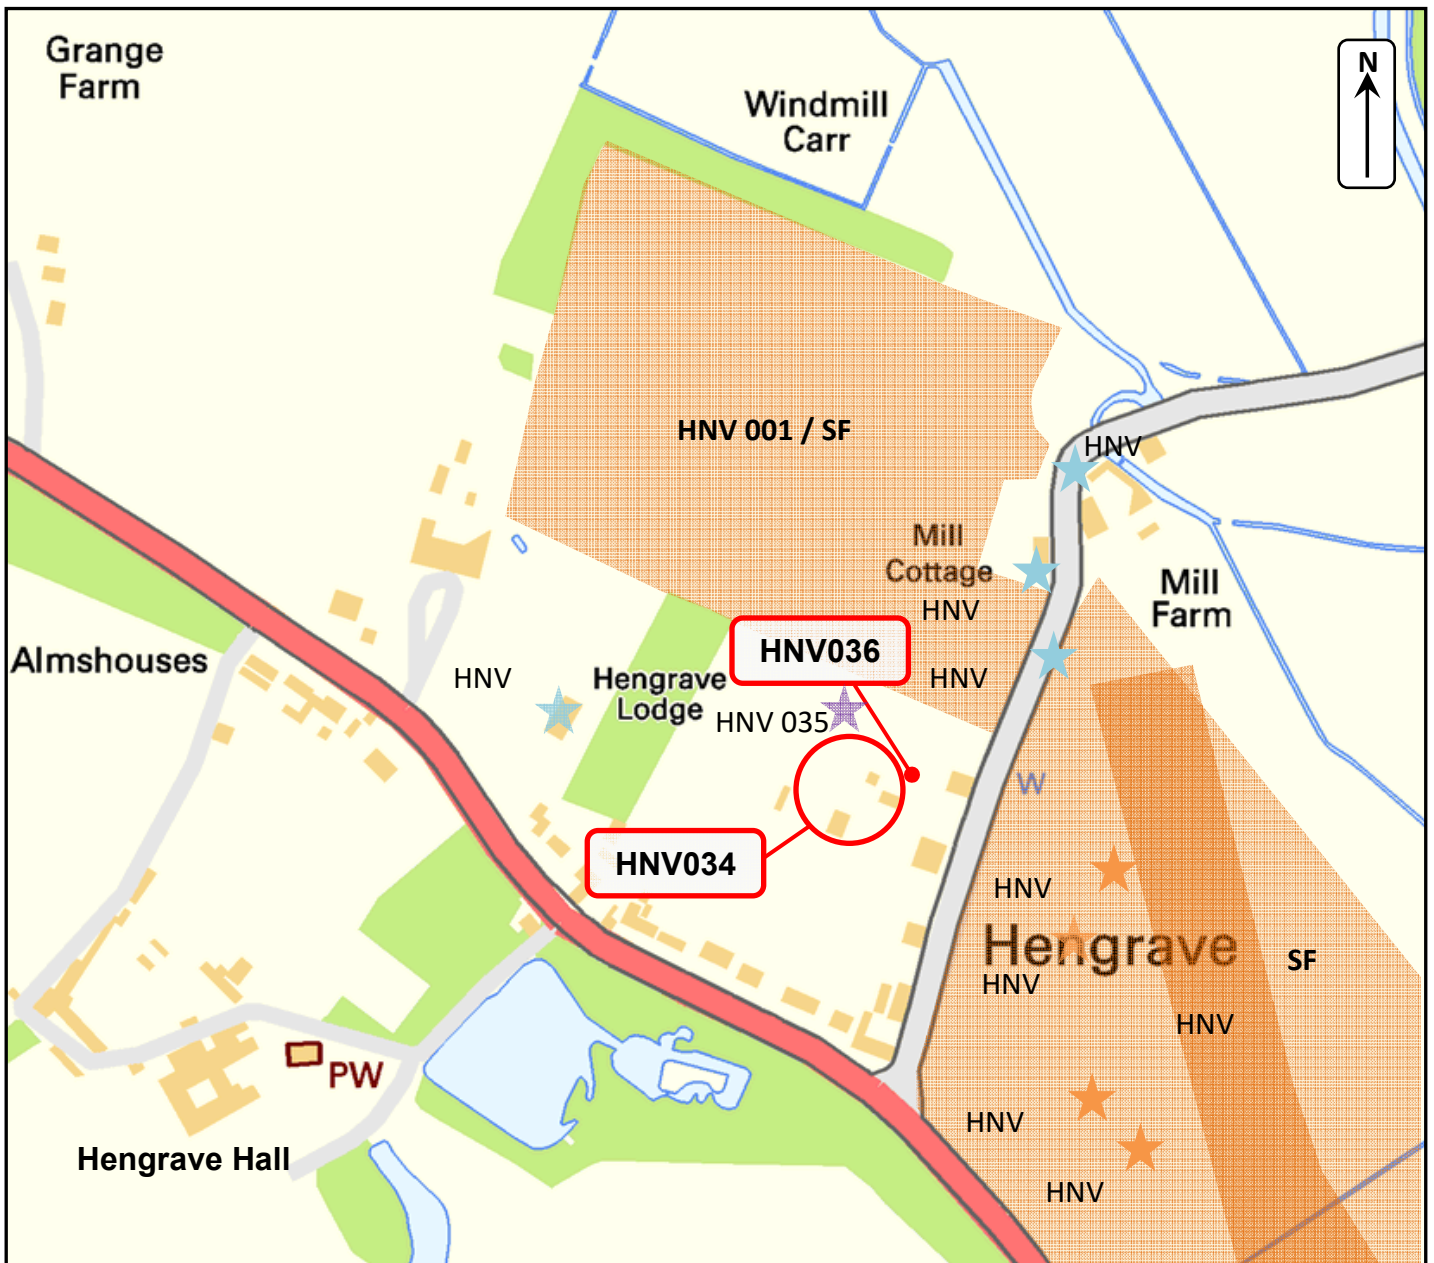 Grange
Farm
N
Windmill
Carr
HNV 001 / SF
HNV
Mill
Cottage
Mill
Farm
HNV
HNV036
Almshouses
HNV
Hengrave
Lodge
HNV
HNV 035
W
HNV034
HNV
Hengrave
SF
HNV
HNV
PW
HNV
Hengrave Hall
HNV